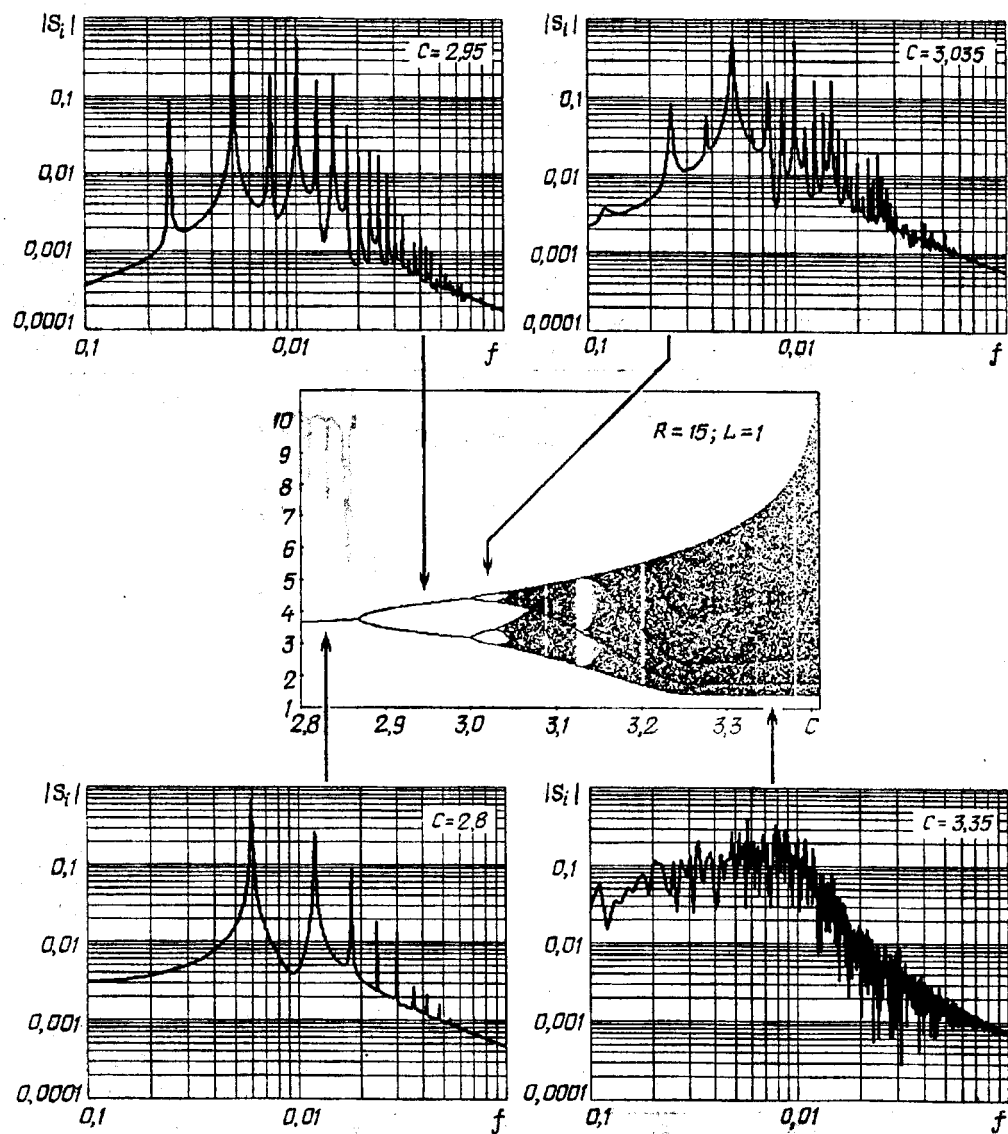 |Sᵢ|
C = 2,95
0,1
0,01
0,001
0,0001
0,1
0,01
f
|Sᵢ|
C = 3,035
0,1
0,01
0,001
0,0001
0,1
0,01
f
10
9
8
7
6
5
4
3
2
1
R = 15; L = 1
2,8
2,9
3,0
3,1
3,2
3,3
C
|Sᵢ|
C = 2,8
0,1
0,01
0,001
0,0001
0,1
0,01
f
|Sᵢ|
C = 3,35
0,1
0,01
0,001
0,0001
0,1
0,01
f